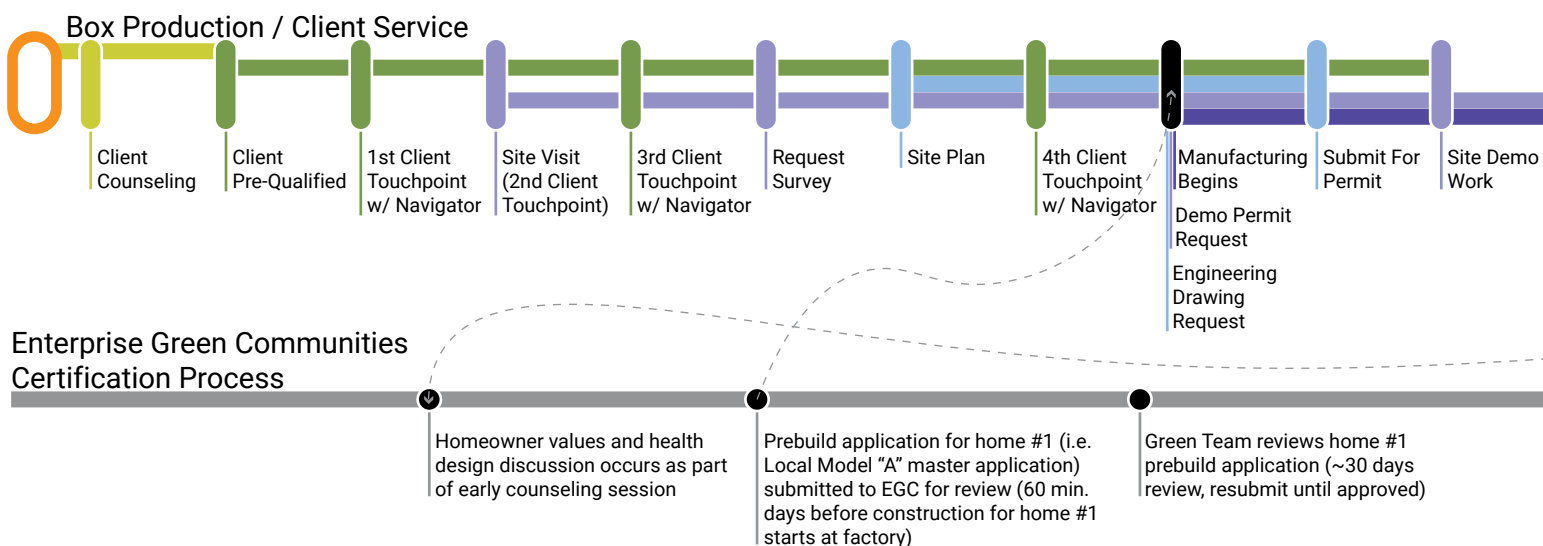 Box Production / Client Service
Client
Counseling
Client
Pre-Qualified
1st Client
Touchpoint
w/ Navigator
Site Visit
(2nd Client
Touchpoint)
3rd Client
Touchpoint
w/ Navigator
Request
Survey
Site Plan
4th Client
Touchpoint
w/ Navigator
Manufacturing
Begins
Demo Permit
Request
Engineering
Drawing
Request
Submit For
Permit
Site Demo
Work
Enterprise Green Communities
Certification Process
Homeowner values and health
design discussion occurs as part
of early counseling session
Prebuild application for home #1 (i.e.
Local Model “A” master application)
submitted to EGC for review (60 min.
days before construction for home #1
starts at factory)
Green Team reviews home #1
prebuild application (~30 days
review, resubmit until approved)